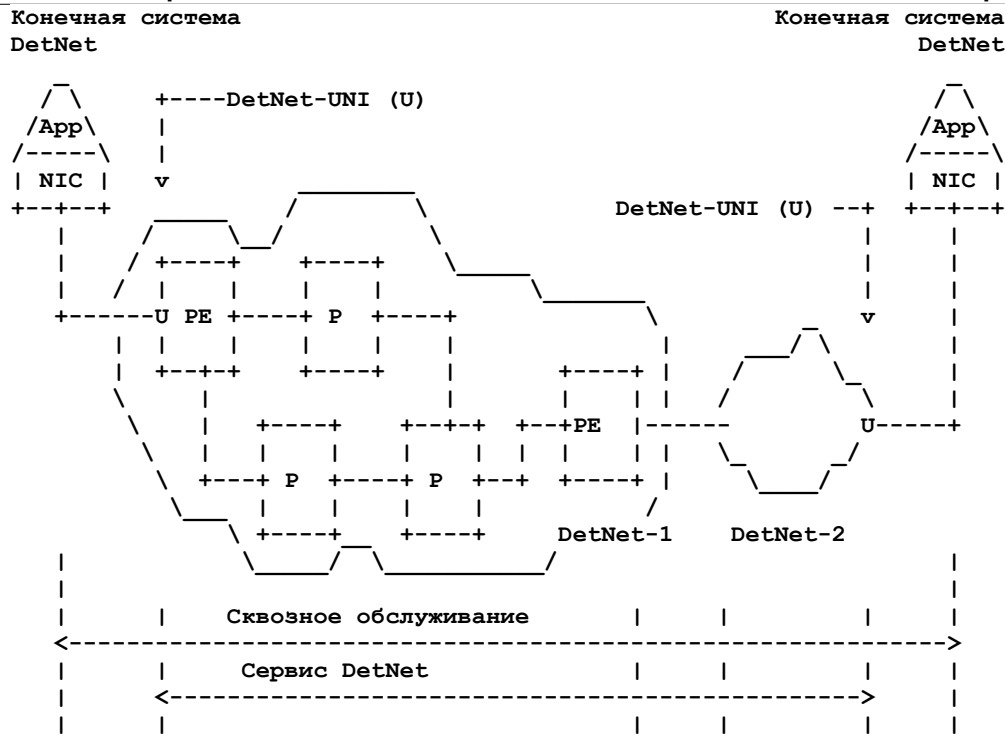 Конечная система Конечная система
DetNet DetNet
+----DetNet-UNI (U)
App App
NIC NIC
DetNet-UNI (U) --+
U PE P
PE U
P P
DetNet-1 DetNet-2
Сквозное обслуживание
Сервис DetNet